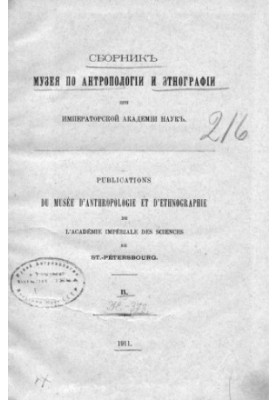 СБОРНИКЪ
МУЗЕЯ ПО АНТРОПОЛОГІИ И ЭТНОГРАФІИ
ПРИ
ИМПЕРАТОРСКОЙ АКАДЕМІИ НАУКЪ.
216
PUBLICATIONS
DU MUSÉE D'ANTHROPOLOGIE ET D'ETHNOGRAPHIE
DE
L'ACADÉMIE IMPÉRIALE DES SCIENCES
DE
ST.-PÉTERSBOURG.
II.
1911.